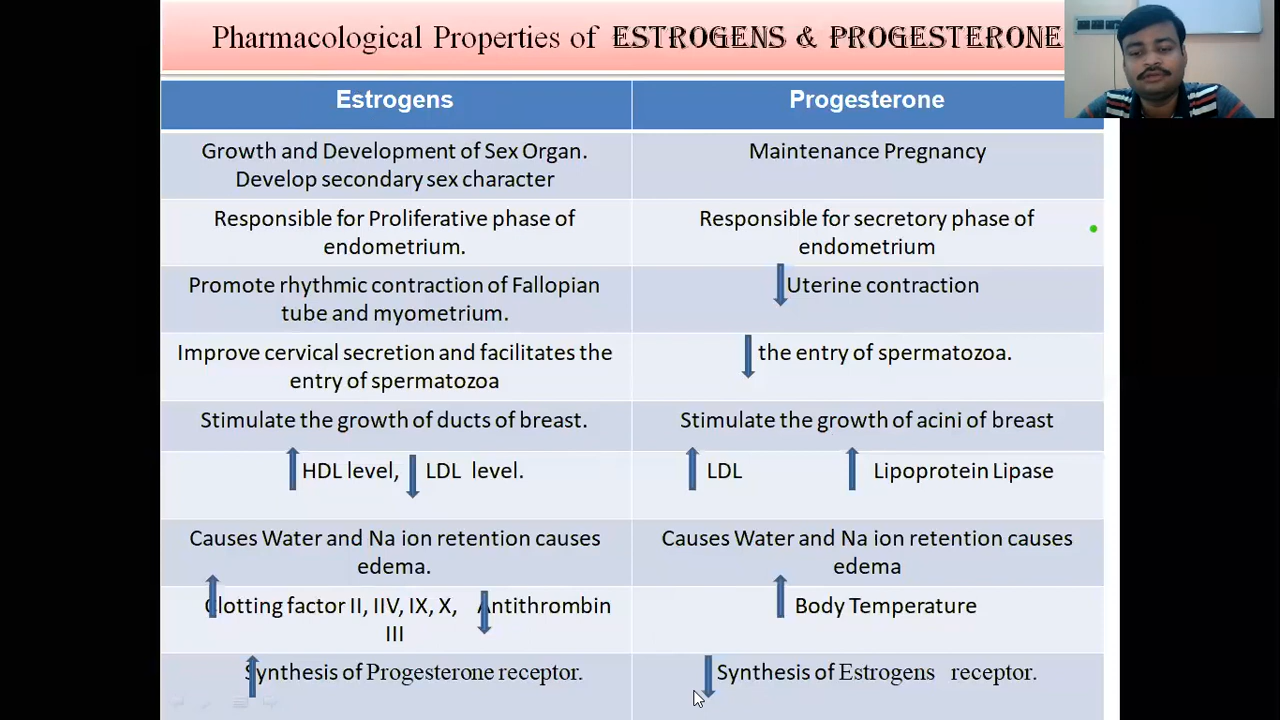 Pharmacological Properties of ESTROGENS & PROGESTERONE
Estrogens
Progesterone
Growth and Development of Sex Organ.
Develop secondary sex character
Maintenance Pregnancy
Responsible for Proliferative phase of
endometrium.
Responsible for secretory phase of
endometrium
Promote rhythmic contraction of Fallopian
tube and myometrium.
Uterine contraction
Improve cervical secretion and facilitates the
entry of spermatozoa
the entry of spermatozoa.
Stimulate the growth of ducts of breast.
Stimulate the growth of acini of breast
HDL level, LDL level.
LDL Lipoprotein Lipase
Causes Water and Na ion retention causes
edema.
Causes Water and Na ion retention causes
edema
Clotting factor II, IIV, IX, X, Antithrombin
III
Body Temperature
Synthesis of Progesterone receptor.
Synthesis of Estrogens receptor.